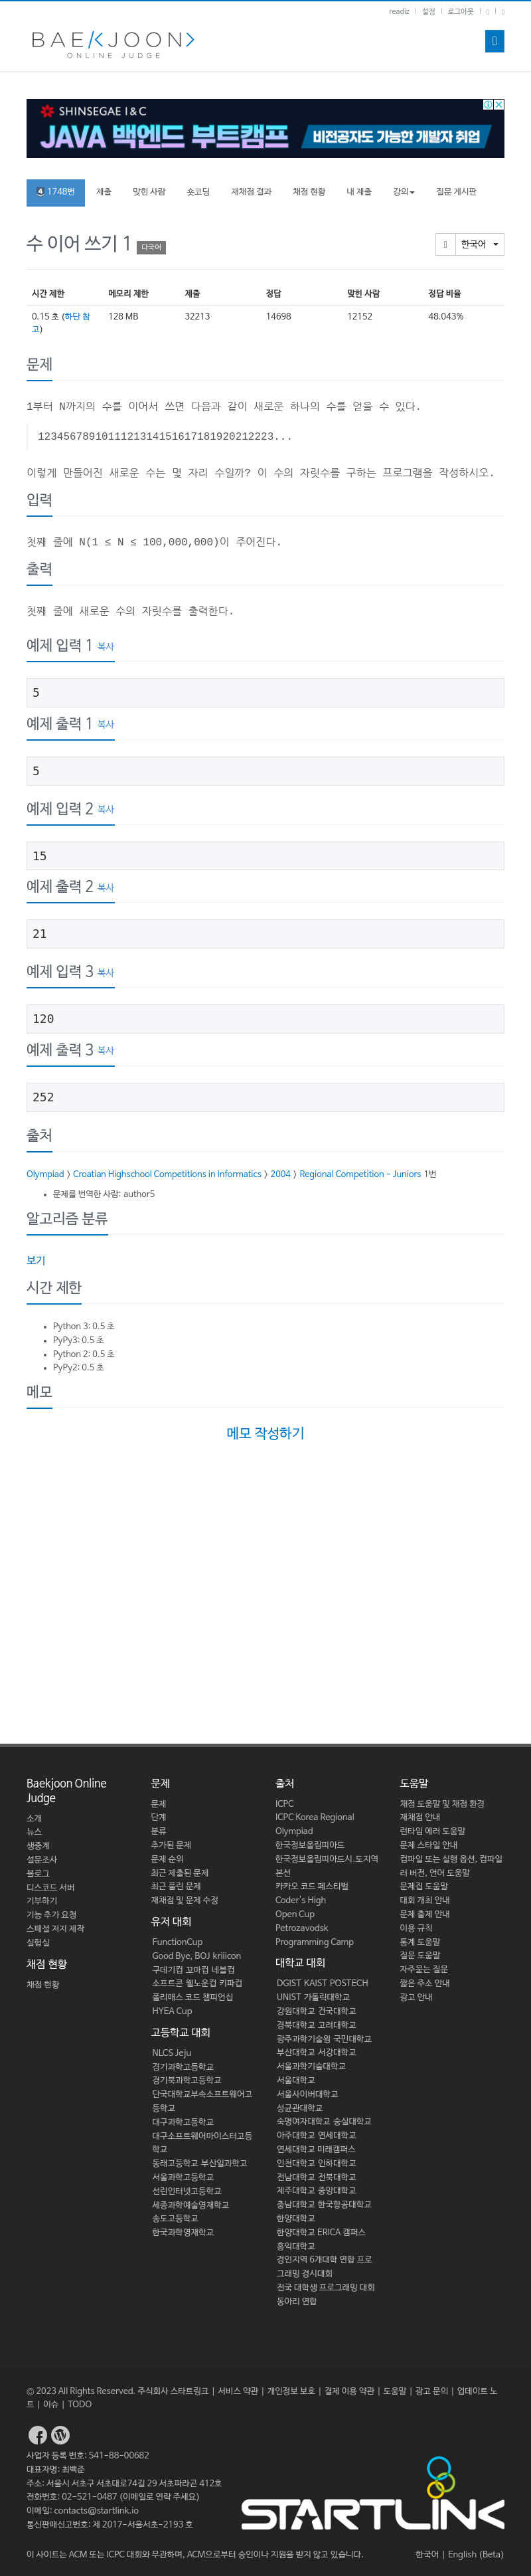 readiz | 설정 | 로그아웃 | |
BAEKJOON>
ONLINE JUDGE
SHINSEGAE I&C
JAVA 백엔드 부트캠프
비전공자도 가능한 개발자 취업
4 1748번 제출 맞힌 사람 숏코딩 재채점 결과 채점 현황 내 제출 강의 질문 게시판
수 이어 쓰기 1 다국어
한국어
시간 제한 메모리 제한 제출 정답 맞힌 사람 정답 비율
0.15 초 (하단 참
고) 128 MB 32213 14698 12152 48.043%
문제
1부터 N까지의 수를 이어서 쓰면 다음과 같이 새로운 하나의 수를 얻을 수 있다.
1234567891011121314151617181920212223...
이렇게 만들어진 새로운 수는 몇 자리 수일까? 이 수의 자릿수를 구하는 프로그램을 작성하시오.
입력
첫째 줄에 N(1 ≤ N ≤ 100,000,000)이 주어진다.
출력
첫째 줄에 새로운 수의 자릿수를 출력한다.
예제 입력 1 복사
5
예제 출력 1 복사
5
예제 입력 2 복사
15
예제 출력 2 복사
21
예제 입력 3 복사
120
예제 출력 3 복사
252
출처
Olympiad > Croatian Highschool Competitions in Informatics > 2004 > Regional Competition - Juniors 1번
• 문제를 번역한 사람: author5
알고리즘 분류
보기
시간 제한
• Python 3: 0.5 초
• PyPy3: 0.5 초
• Python 2: 0.5 초
• PyPy2: 0.5 초
메모
메모 작성하기
Baekjoon Online
Judge
소개
뉴스
생중계
설문조사
블로그
디스코드 서버
기부하기
기능 추가 요청
스페셜 저지 제작
실험실
채점 현황
채점 현황
문제
문제
단계
분류
추가된 문제
문제 순위
최근 제출된 문제
최근 풀린 문제
재채점 및 문제 수정
유저 대회
FunctionCup
Good Bye, BOJ kriiicon
구데기컵 꼬마컵 네블컵
소프트콘 웰노운컵 키파컵
폴리매스 코드 챔피언십
HYEA Cup
고등학교 대회
NLCS Jeju
경기과학고등학교
경기북과학고등학교
단국대학교부속소프트웨어고
등학교
대구과학고등학교
대구소프트웨어마이스터고등
학교
동래고등학교 부산일과학고
서울과학고등학교
선린인터넷고등학교
세종과학예술영재학교
송도고등학교
한국과학영재학교
출처
ICPC
ICPC Korea Regional
Olympiad
한국정보올림피아드
한국정보올림피아드시.도지역
본선
카카오 코드 페스티벌
Coder's High
Open Cup
Petrozavodsk
Programming Camp
대학교 대회
DGIST KAIST POSTECH
UNIST 가톨릭대학교
강원대학교 건국대학교
경북대학교 고려대학교
광주과학기술원 국민대학교
부산대학교 서강대학교
서울과학기술대학교
서울대학교
서울사이버대학교
성균관대학교
숙명여자대학교 숭실대학교
아주대학교 연세대학교
연세대학교 미래캠퍼스
인천대학교 인하대학교
전남대학교 전북대학교
제주대학교 중앙대학교
충남대학교 한국항공대학교
한양대학교
한양대학교 ERICA 캠퍼스
홍익대학교
경인지역 6개대학 연합 프로
그래밍 경시대회
전국 대학생 프로그래밍 대회
동아리 연합
도움말
채점 도움말 및 채점 환경
재채점 안내
런타임 에러 도움말
문제 스타일 안내
컴파일 또는 실행 옵션, 컴파일
러 버전, 언어 도움말
문제집 도움말
대회 개최 안내
문제 출제 안내
이용 규칙
통계 도움말
질문 도움말
자주묻는 질문
짧은 주소 안내
광고 안내
© 2023 All Rights Reserved. 주식회사 스타트링크 | 서비스 약관 | 개인정보 보호 | 결제 이용 약관 | 도움말 | 광고 문의 | 업데이트 노
트 | 이슈 | TODO
사업자 등록 번호: 541-88-00682
대표자명: 최백준
주소: 서울시 서초구 서초대로74길 29 서초파라곤 412호
전화번호: 02-521-0487 (이메일로 연락 주세요)
이메일: contacts@startlink.io
통신판매신고번호: 제 2017-서울서초-2193 호
STARTLINK
이 사이트는 ACM 또는 ICPC 대회와 무관하며, ACM으로부터 승인이나 지원을 받지 않고 있습니다.
한국어 | English (Beta)